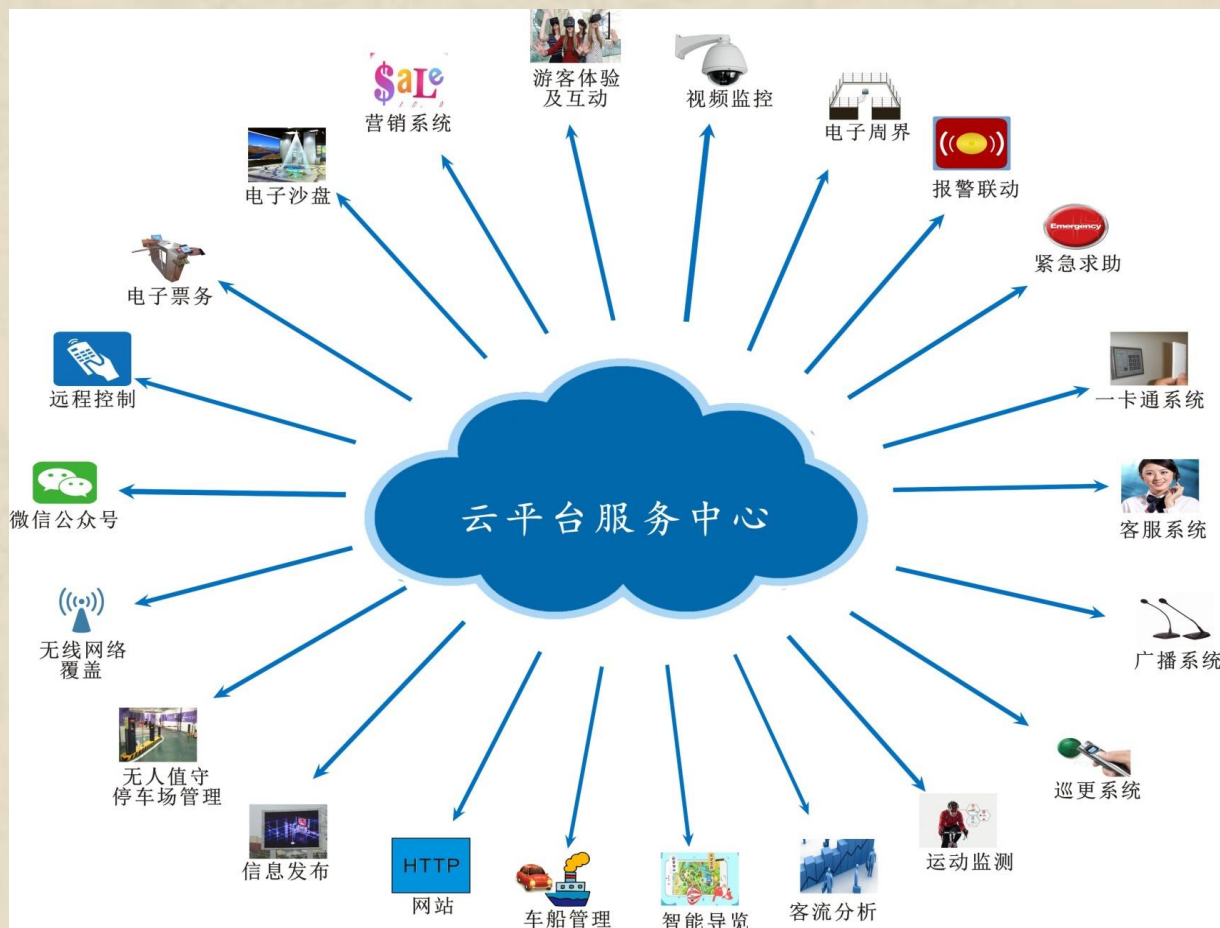 SaLe
游客体验
及互动
视频监控
电子周界
营销系统
报警联动
电子沙盘
Emergency
紧急求助
电子票务
远程控制
一卡通系统
微信公众号
云平台服务中心
客服系统
无线网络
覆盖
广播系统
无人值守
停车场管理
巡更系统
信息发布
HTTP
网站
车船管理
智能导览
客流分析
运动监测